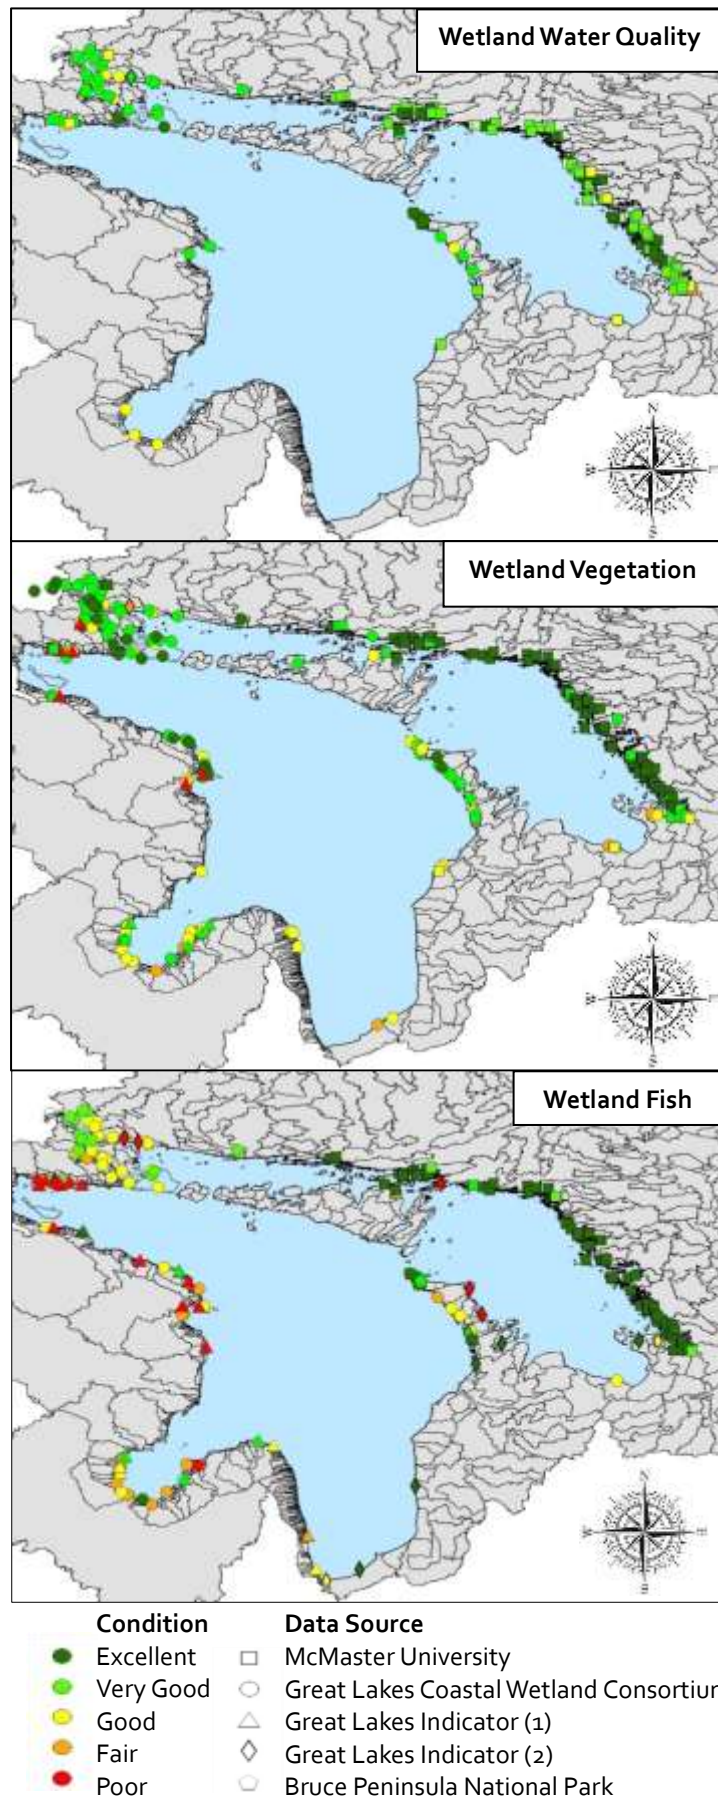 Wetland Water Quality
N
W E
S
Wetland Vegetation
N
W E
S
Wetland Fish
N
W E
S
Condition Data Source
Excellent McMaster University
Very Good Great Lakes Coastal Wetland Consortium
Good Great Lakes Indicator (1)
Fair Great Lakes Indicator (2)
Poor Bruce Peninsula National Park